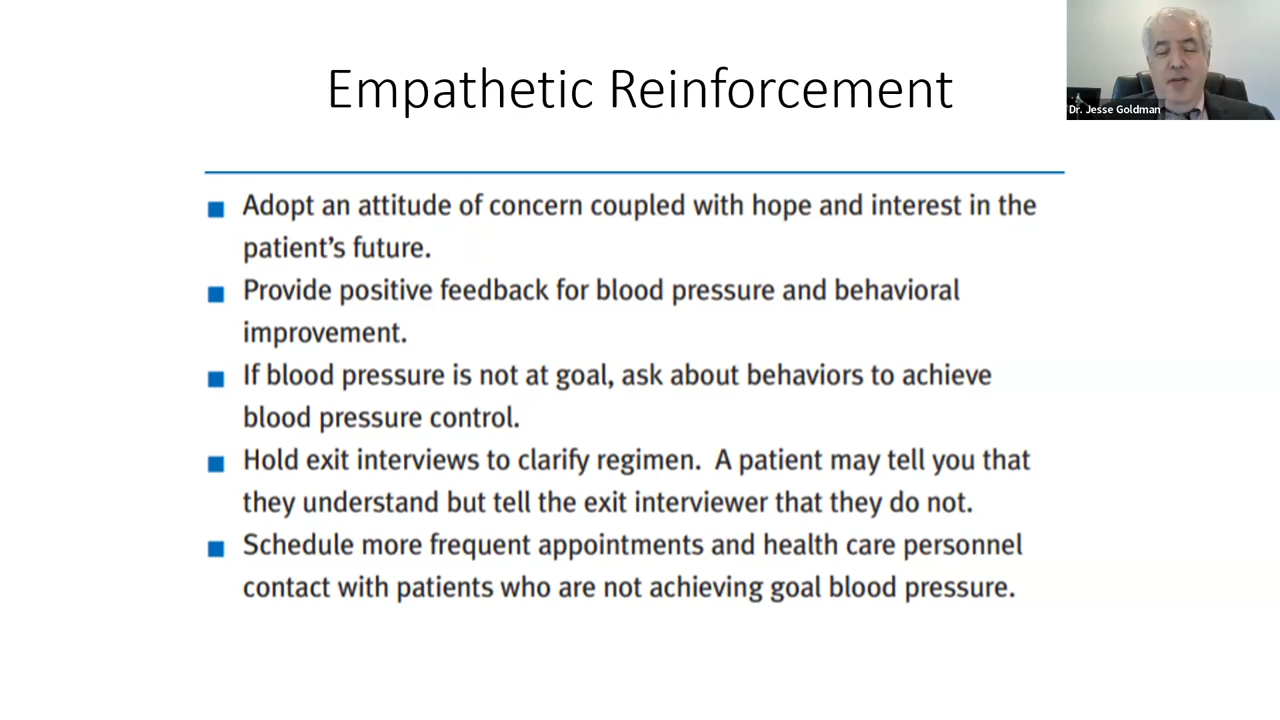 Empathetic Reinforcement
Dr. Jesse Goldman
Adopt an attitude of concern coupled with hope and interest in the
patient’s future.
Provide positive feedback for blood pressure and behavioral
improvement.
If blood pressure is not at goal, ask about behaviors to achieve
blood pressure control.
Hold exit interviews to clarify regimen.  A patient may tell you that
they understand but tell the exit interviewer that they do not.
Schedule more frequent appointments and health care personnel
contact with patients who are not achieving goal blood pressure.